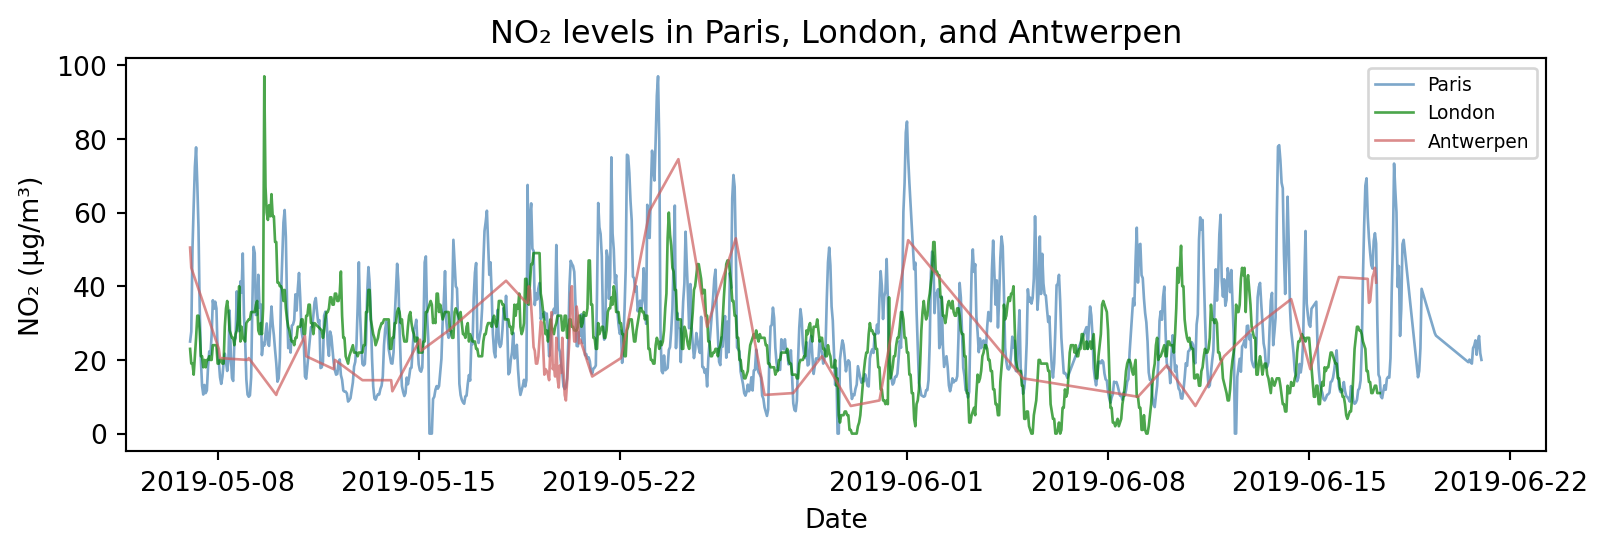 NO₂ levels in Paris, London, and Antwerpen
Paris
London
Antwerpen
NO₂ (µg/m³)
100
80
60
40
20
0
2019-05-08
2019-05-15
2019-05-22
2019-06-01
2019-06-08
2019-06-15
2019-06-22
Date